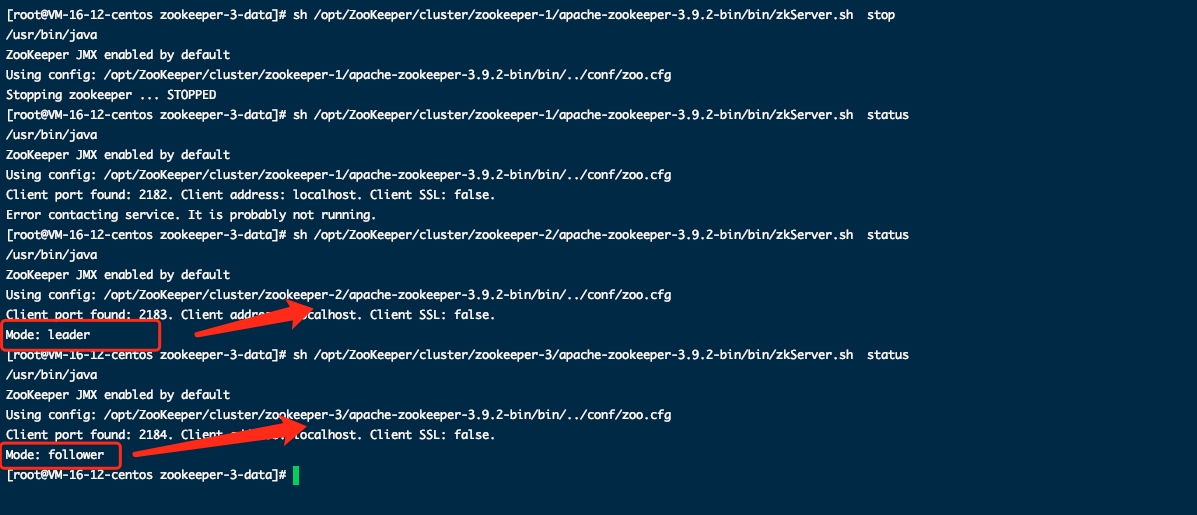 [root@VM-16-12-centos zookeeper-3-data]# sh /opt/ZooKeeper/cluster/zookeeper-1/apache-zookeeper-3.9.2-bin/bin/zkServer.sh  stop
/usr/bin/java
ZooKeeper JMX enabled by default
Using config: /opt/ZooKeeper/cluster/zookeeper-1/apache-zookeeper-3.9.2-bin/bin/../conf/zoo.cfg
Stopping zookeeper ... STOPPED
[root@VM-16-12-centos zookeeper-3-data]# sh /opt/ZooKeeper/cluster/zookeeper-1/apache-zookeeper-3.9.2-bin/bin/zkServer.sh  status
/usr/bin/java
ZooKeeper JMX enabled by default
Using config: /opt/ZooKeeper/cluster/zookeeper-1/apache-zookeeper-3.9.2-bin/bin/../conf/zoo.cfg
Client port found: 2182. Client address: localhost. Client SSL: false.
Error contacting service. It is probably not running.
[root@VM-16-12-centos zookeeper-3-data]# sh /opt/ZooKeeper/cluster/zookeeper-2/apache-zookeeper-3.9.2-bin/bin/zkServer.sh  status
/usr/bin/java
ZooKeeper JMX enabled by default
Using config: /opt/ZooKeeper/cluster/zookeeper-2/apache-zookeeper-3.9.2-bin/bin/../conf/zoo.cfg
Client port found: 2183. Client address: localhost. Client SSL: false.
Mode: leader
[root@VM-16-12-centos zookeeper-3-data]# sh /opt/ZooKeeper/cluster/zookeeper-3/apache-zookeeper-3.9.2-bin/bin/zkServer.sh  status
/usr/bin/java
ZooKeeper JMX enabled by default
Using config: /opt/ZooKeeper/cluster/zookeeper-3/apache-zookeeper-3.9.2-bin/bin/../conf/zoo.cfg
Client port found: 2184. Client address: localhost. Client SSL: false.
Mode: follower
[root@VM-16-12-centos zookeeper-3-data]#